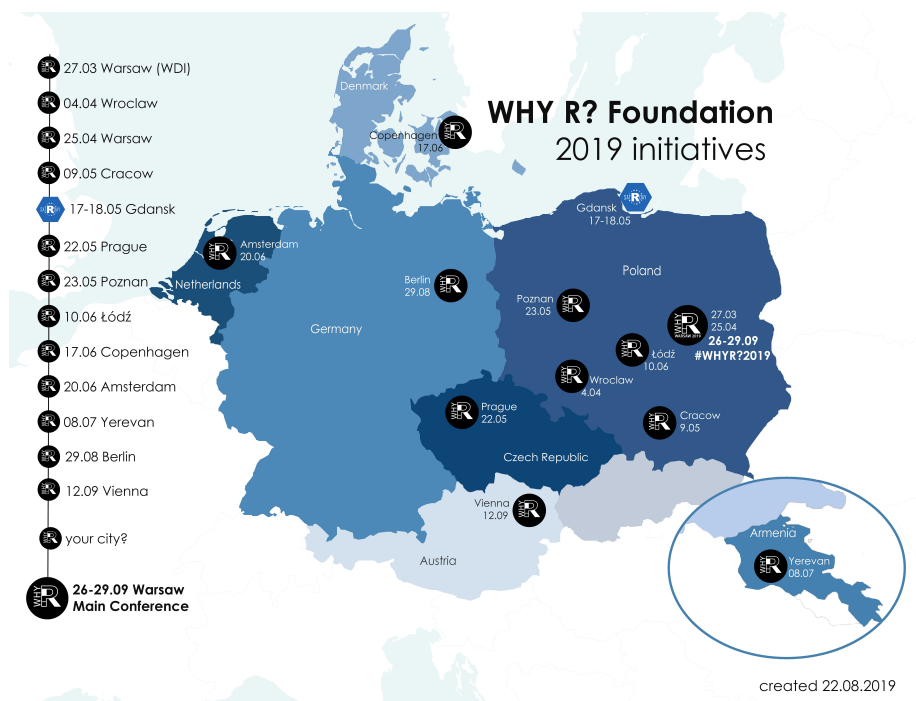 WHY R? Foundation
2019 initiatives
27.03 Warsaw (WDI)
04.04 Wroclaw
25.04 Warsaw
09.05 Cracow
17-18.05 Gdansk
22.05 Prague
23.05 Poznan
10.06 Łódź
17.06 Copenhagen
20.06 Amsterdam
08.07 Yerevan
29.08 Berlin
12.09 Vienna
your city?
26-29.09 Warsaw
Main Conference
Denmark
Copenhagen
17.06
Gdansk
17-18.05
Amsterdam
20.06
Netherlands
Berlin
29.08
Germany
Poland
Poznan
23.05
WHY R
WARSAW 2019
27.03
25.04
26-29.09
#WHYR?2019
Łódź
10.06
Wroclaw
4.04
Cracow
9.05
Prague
22.05
Czech Republic
Vienna
12.09
Austria
Armenia
Yerevan
08.07
created 22.08.2019